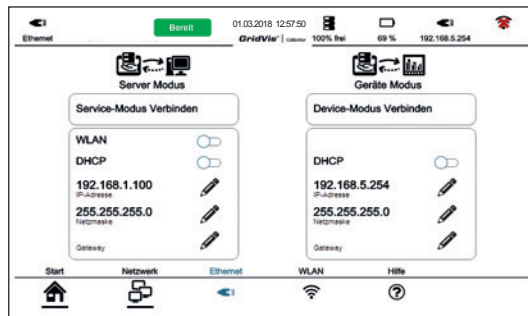 Ethernet
Bereit
01.03.2018 12:57:50
GridVis® | Collector
100% frei
69 %
192.168.5.254
Server Modus
Geräte Modus
Service-Modus Verbinden
Device-Modus Verbinden
WLAN
DHCP
DHCP
192.168.1.100
IP-Adresse
192.168.5.254
IP-Adresse
255.255.255.0
Netzmaske
255.255.255.0
Netzmaske
Gateway
Gateway
Start
Netzwerk
Ethernet
WLAN
Hilfe